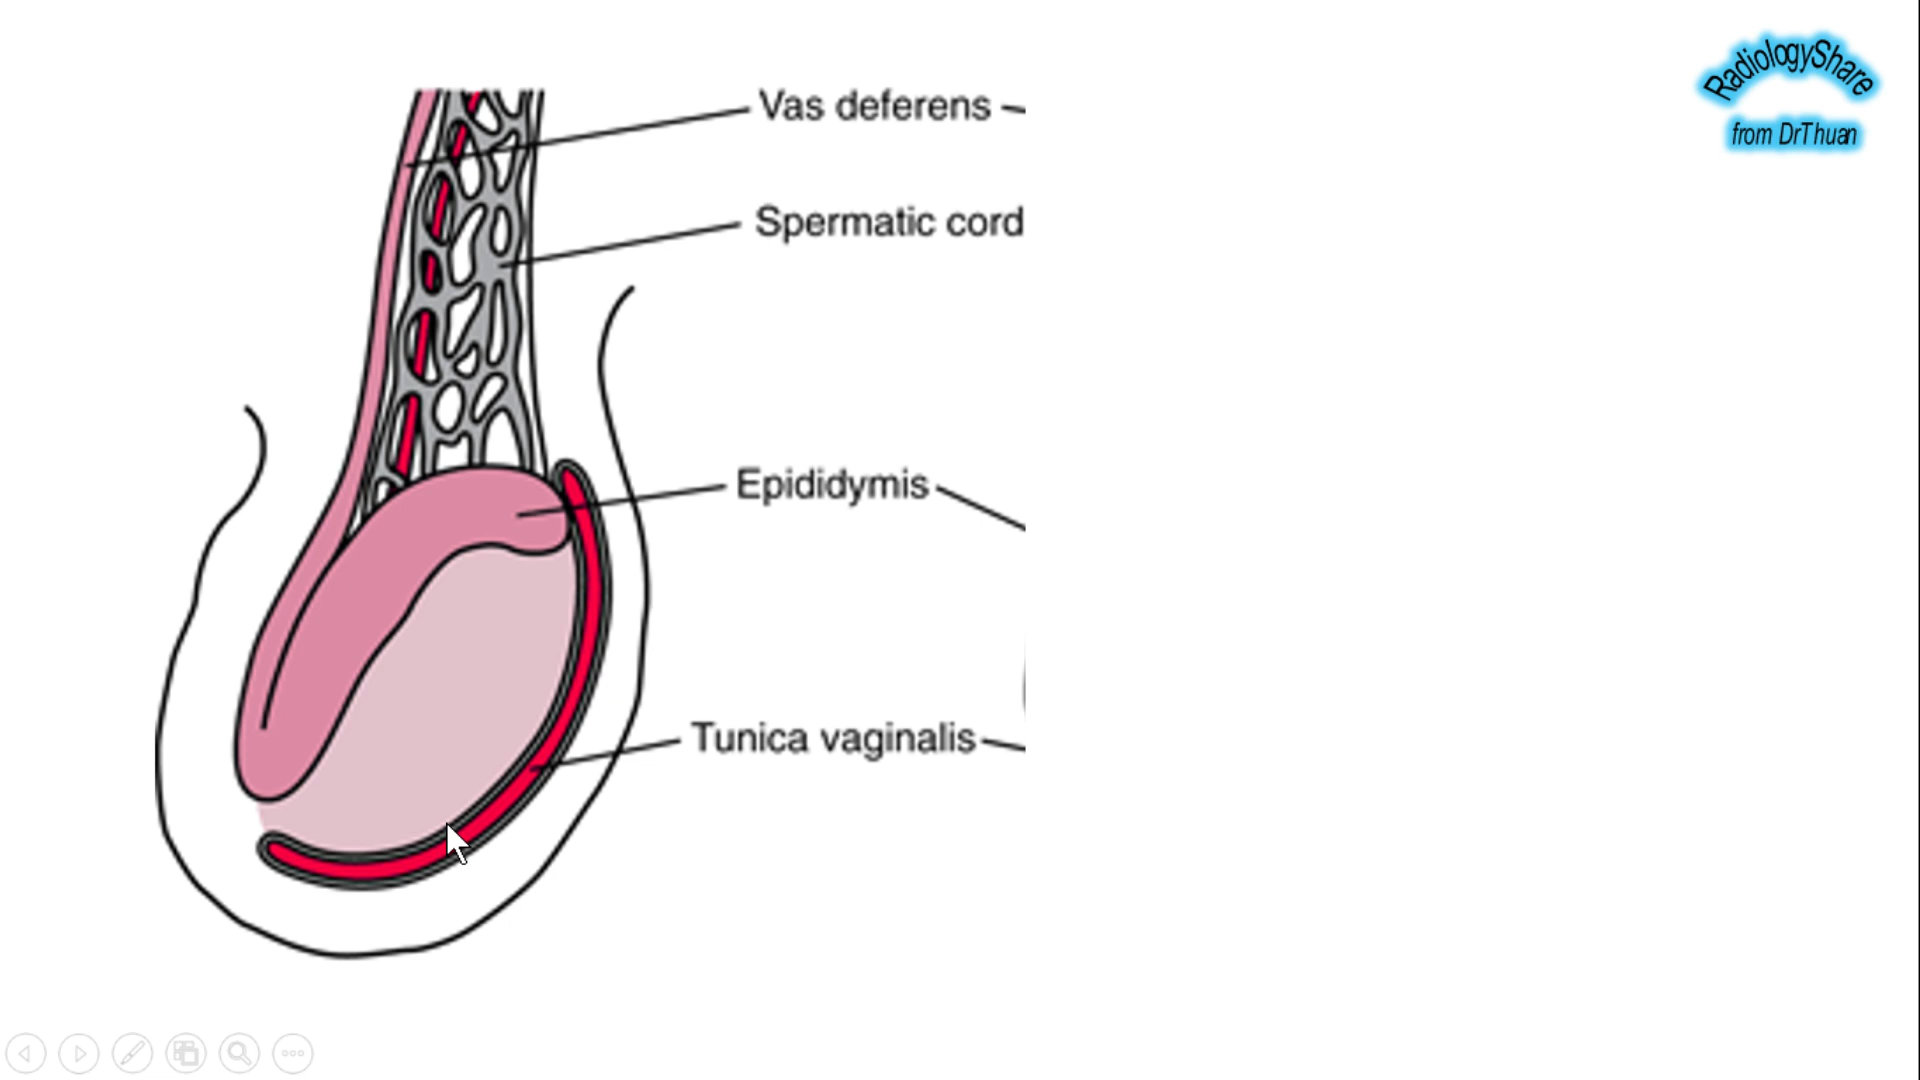 RadiologyShare
from DrThuan
Vas deferens
Spermatic cord
Epididymis
Tunica vaginalis